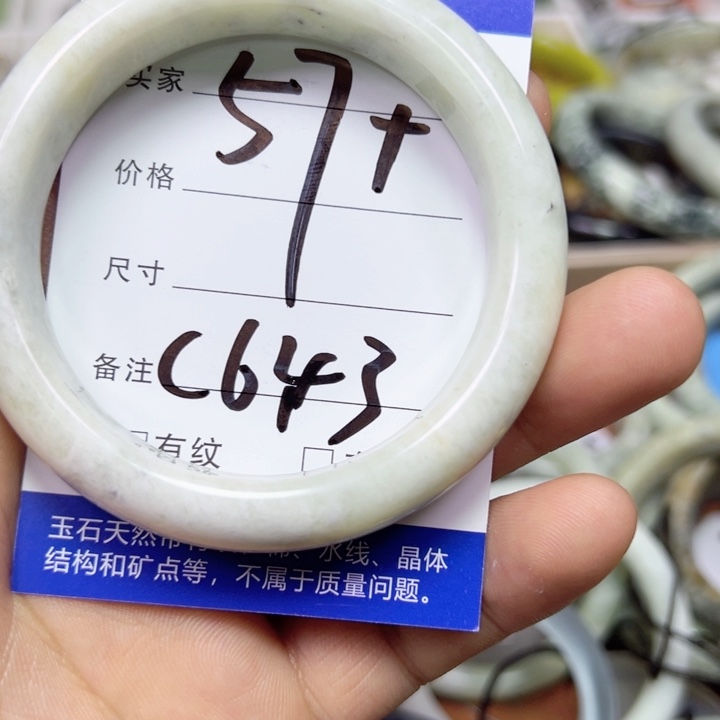 买家 57+
价格
尺寸
备注 C643
□有纹 □
玉石天然 棉、水线、晶体
结构和矿点等，不属于质量问题。